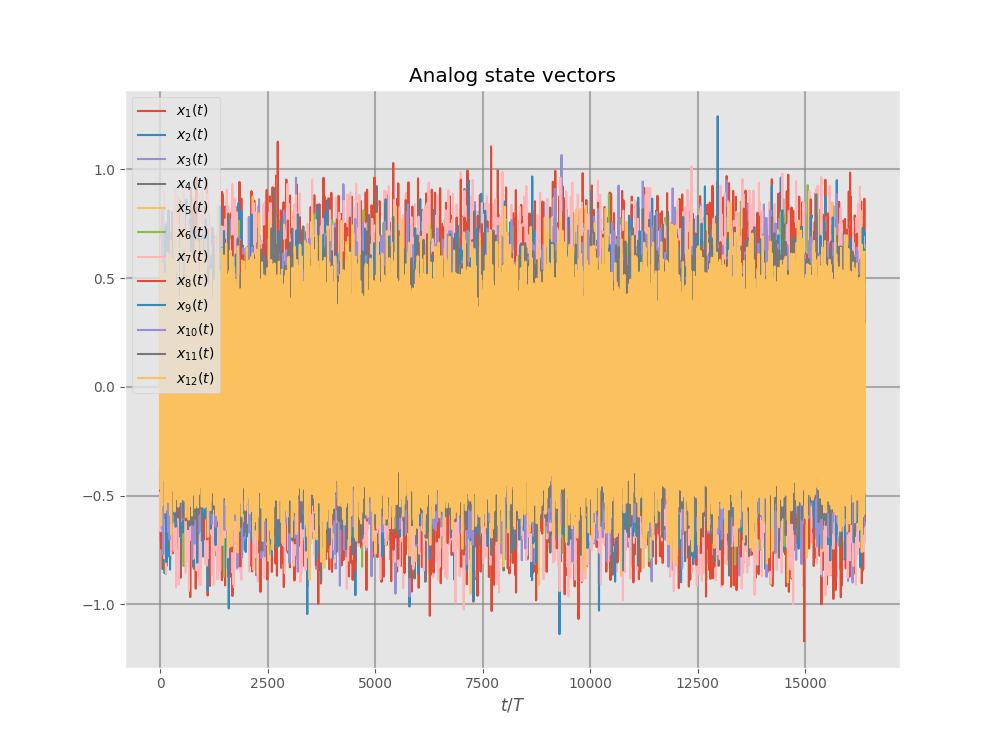 Analog state vectors
x₁(t)
x₂(t)
x₃(t)
x₄(t)
x₅(t)
x₆(t)
x₇(t)
x₈(t)
x₉(t)
x₁₀(t)
x₁₁(t)
x₁₂(t)
1.0
0.5
0.0
−0.5
−1.0
0 2500 5000 7500 10000 12500 15000
t/T